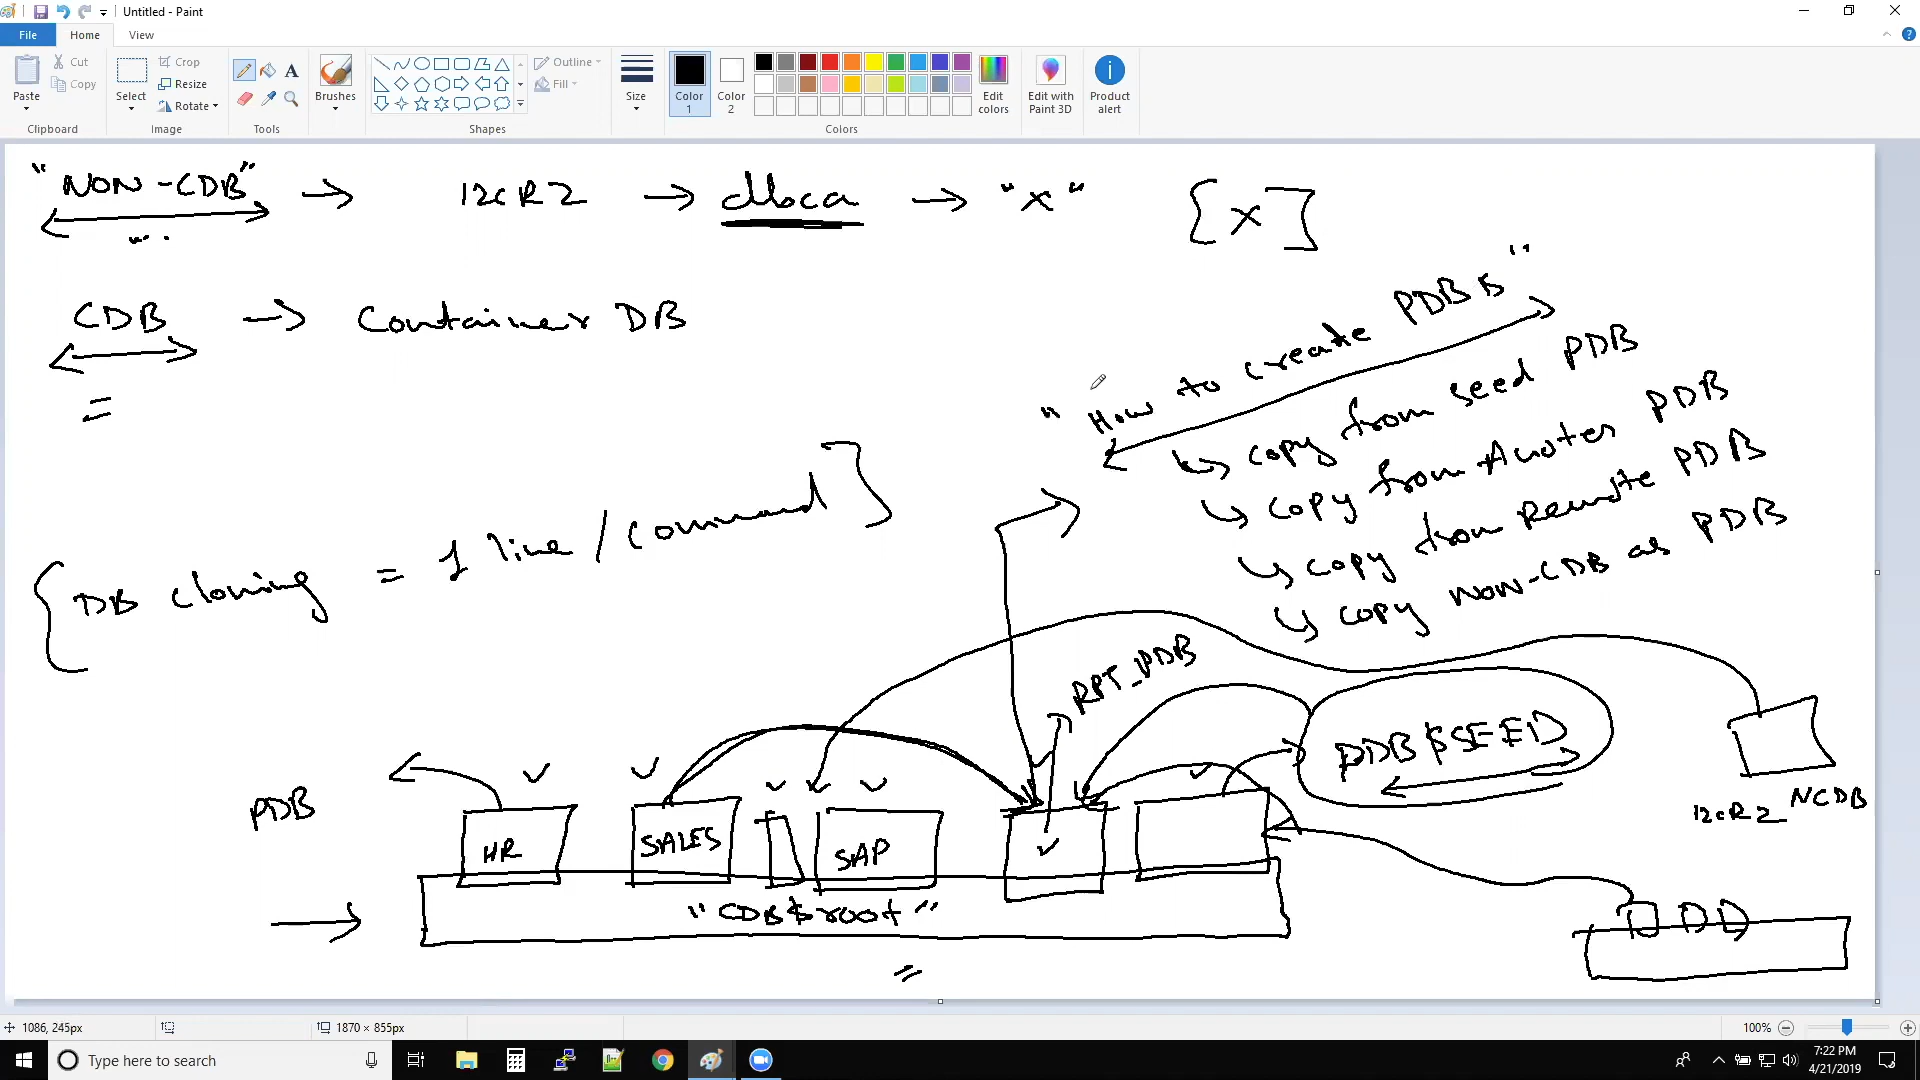 Untitled - Paint
File Home View
Paste
Cut
Copy
Clipboard
Select
Crop
Resize
Rotate
Image
Tools
Brushes
Shapes
Outline
Fill
Size
Color 1
Color 2
Colors
Edit colors
Edit with Paint 3D
Product alert
"NON-CDB" → 12cR2 → dbca → "x" [x]
CDB → Container DB
=
"How to create PDBs"
copy from seed PDB
copy from Anoter PDB
copy from Remote PDB
copy non-CDB as PDB
{DB cloning = 1 line / command]
RPT_PDB
PDB$SEED
PDB
HR
SALES
SAP
12cR2_NCDB
"CDB$root"
=
1086, 245px
1870 × 855px
100%
Type here to search
7:22 PM
4/21/2019